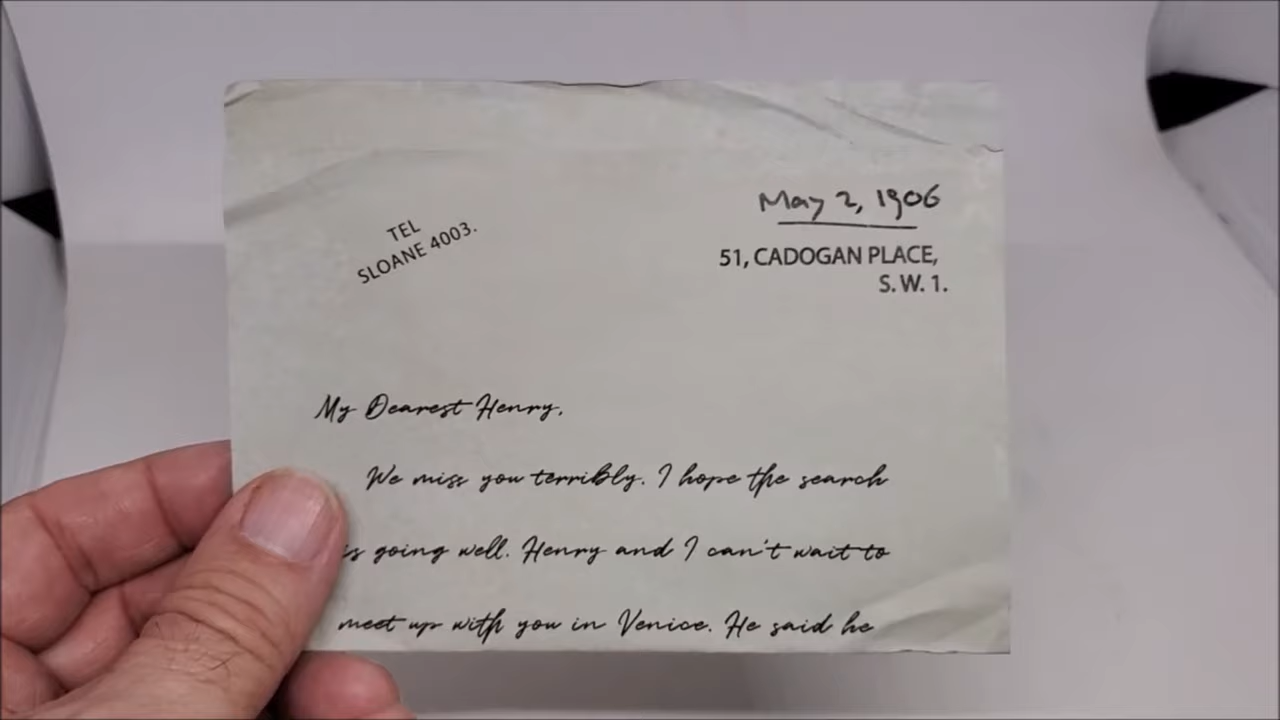 May 2, 1906
TEL
SLOANE 4003.
51, CADOGAN PLACE,
S. W. 1.
My Dearest Henry,
We miss you terribly. I hope the search
is going well. Henry and I can't wait to
meet up with you in Venice. He said he